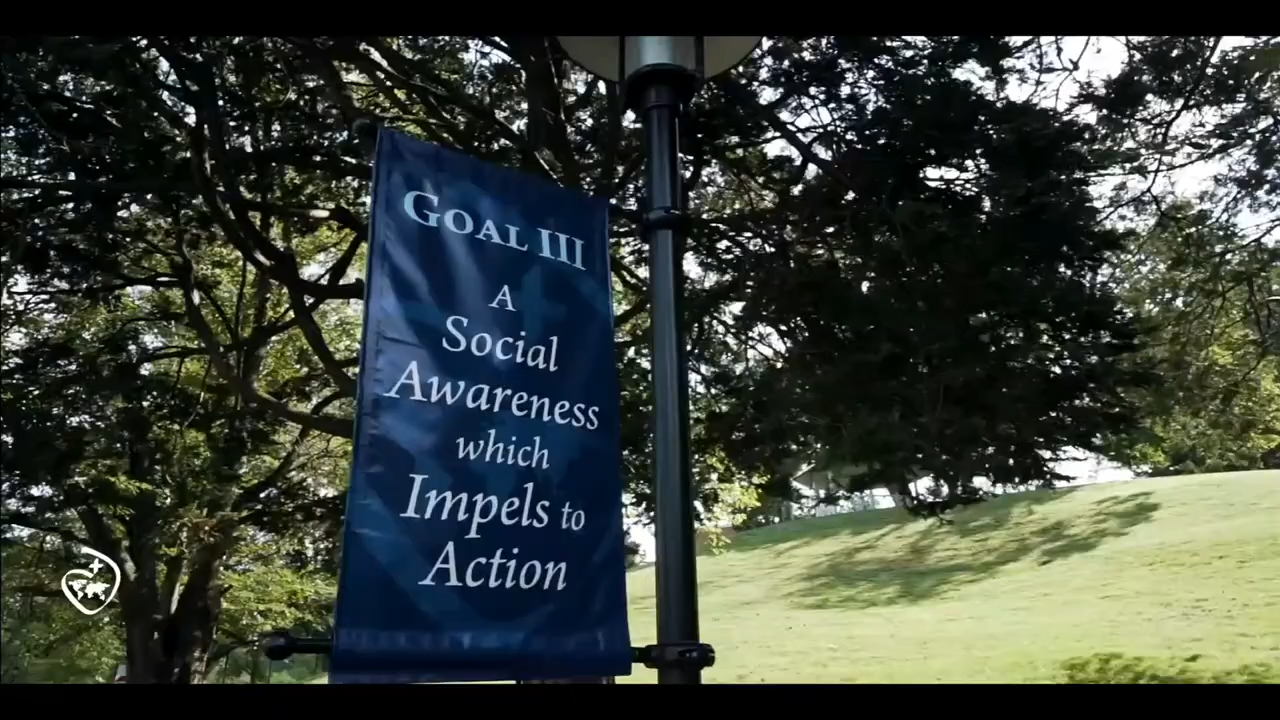 GOAL III
A
Social
Awareness
which
Impels to
Action